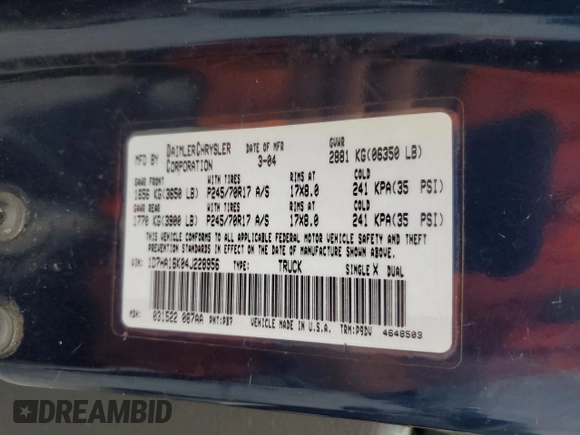 MFD BY DAIMLERCHRYSLER CORPORATION DATE OF MFR 3-04 GVWR 2881 KG(06350 LB)
GAWR FRONT WITH TIRES RIMS AT COLD
1656 KG(3650 LB) P245/70R17 A/S 17X8.0 241 KPA(35 PSI)
GAWR REAR WITH TIRES RIMS AT COLD
1770 KG(3900 LB) P245/70R17 A/S 17X8.0 241 KPA(35 PSI)
THIS VEHICLE CONFORMS TO ALL APPLICABLE FEDERAL MOTOR VEHICLE SAFETY AND THEFT
PREVENTION STANDARDS IN EFFECT ON THE DATE OF MANUFACTURE SHOWN ABOVE.
VIN: 1D7HA16K04J228956 TYPE: TRUCK SINGLE X DUAL
MDH: 031522 087AA PNT: PB7 VEHICLE MADE IN U.S.A. TRM: P9DV 4648503
DREAMBID